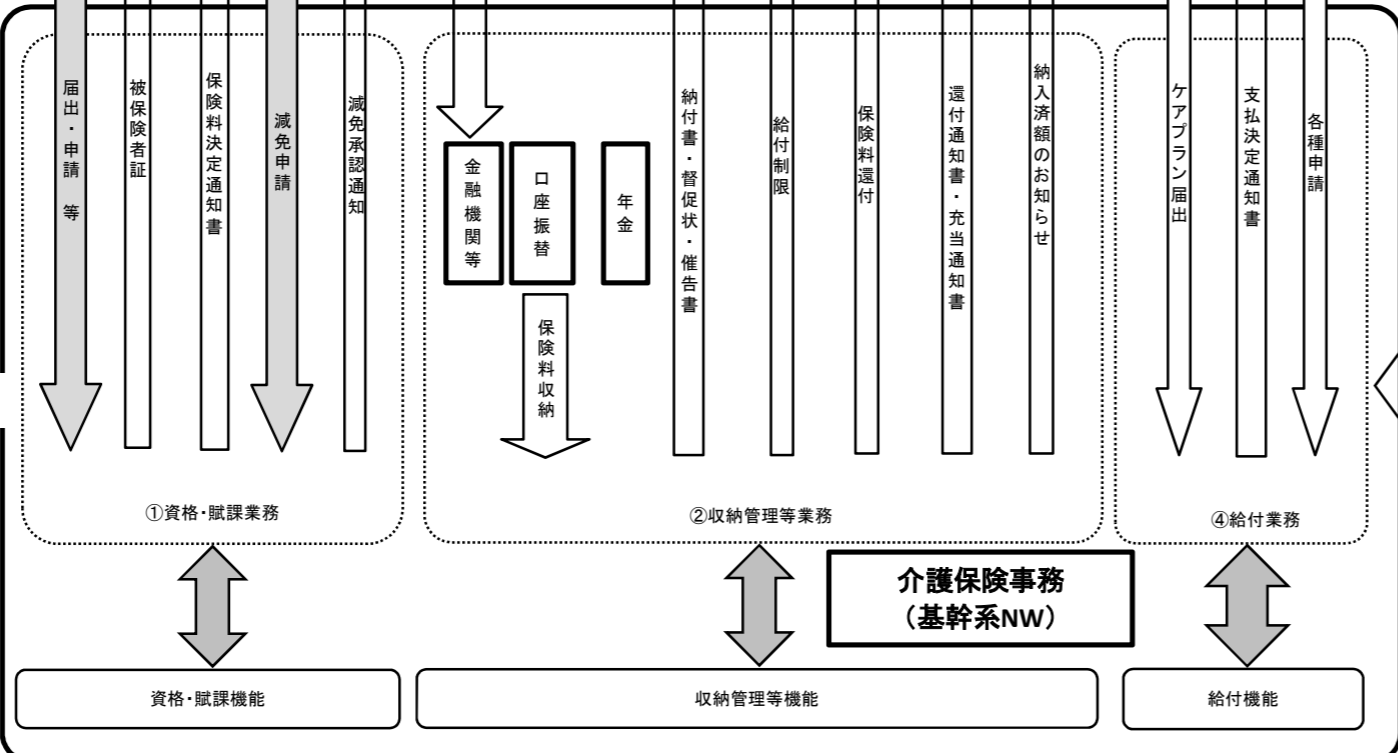 届出・申請 等
被保険者証
保険料決定通知書
減免申請
減免承認通知
①資格・賦課業務
金融機関等
口座振替
年金
保険料収納
納付書・督促状・催告書
給付制限
保険料還付
還付通知書・充当通知書
納入済額のお知らせ
②収納管理等業務
ケアプラン届出
支払決定通知書
各種申請
④給付業務
介護保険事務
（基幹系NW）
資格・賦課機能
収納管理等機能
給付機能